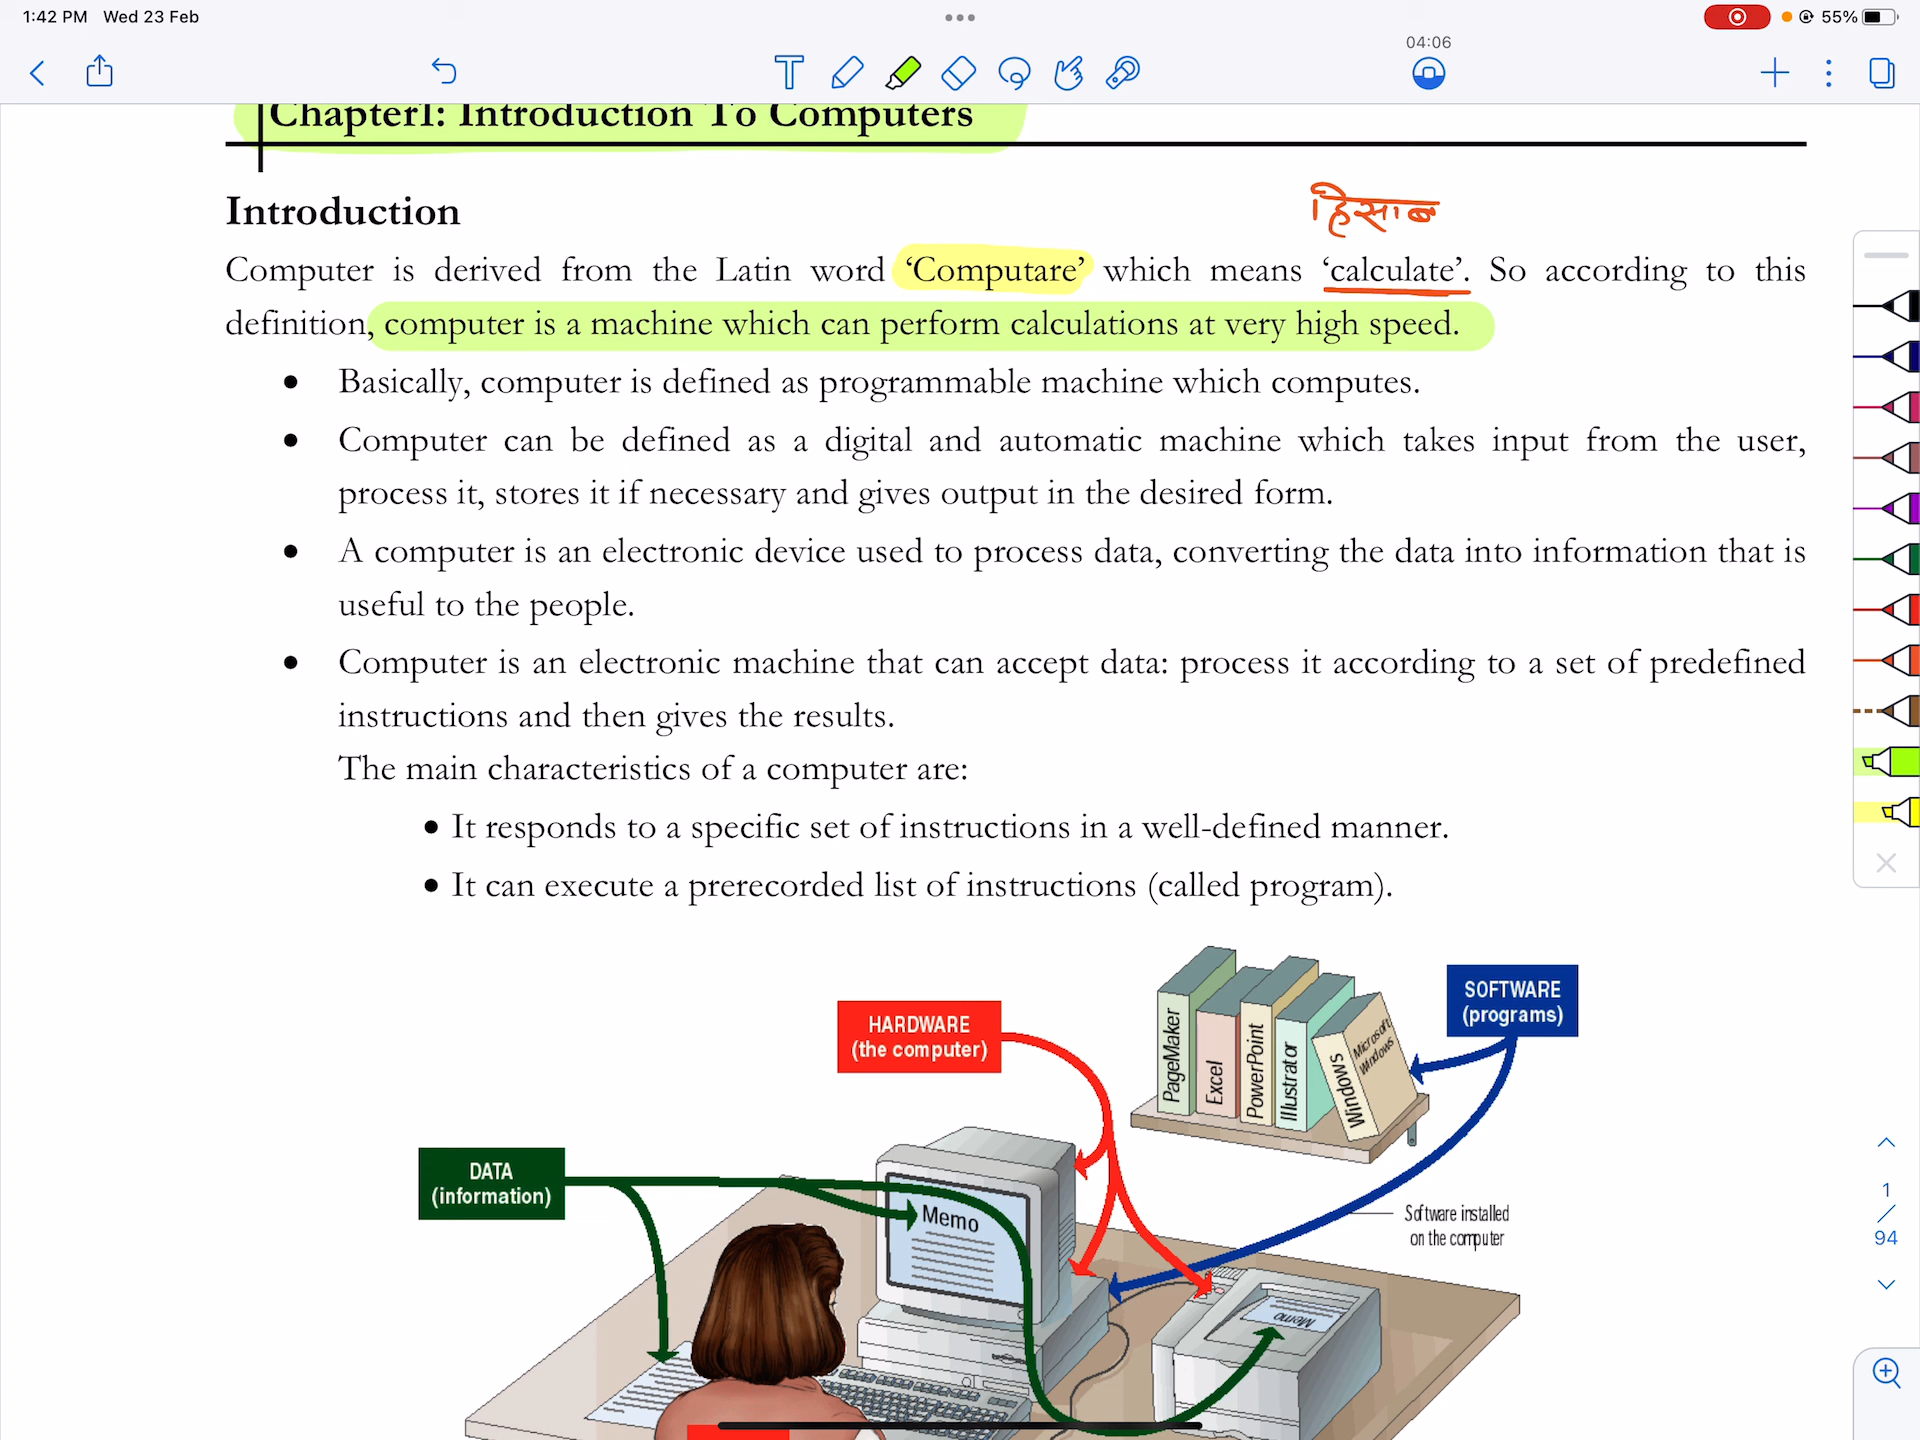 1:42 PM Wed 23 Feb
55%
04:06
Chapter1: Introduction To Computers
Introduction
हिसाब
Computer is derived from the Latin word ‘Computare’ which means ‘calculate’. So according to this
definition, computer is a machine which can perform calculations at very high speed.
• Basically, computer is defined as programmable machine which computes.
• Computer can be defined as a digital and automatic machine which takes input from the user,
process it, stores it if necessary and gives output in the desired form.
• A computer is an electronic device used to process data, converting the data into information that is
useful to the people.
• Computer is an electronic machine that can accept data: process it according to a set of predefined
instructions and then gives the results.
The main characteristics of a computer are:
• It responds to a specific set of instructions in a well-defined manner.
• It can execute a prerecorded list of instructions (called program).
SOFTWARE
(programs)
HARDWARE
(the computer)
PageMaker
Excel
PowerPoint
Illustrator
Windows
Microsoft
Windows
DATA
(information)
Memo
Software installed
on the computer
Memo
1
/
94